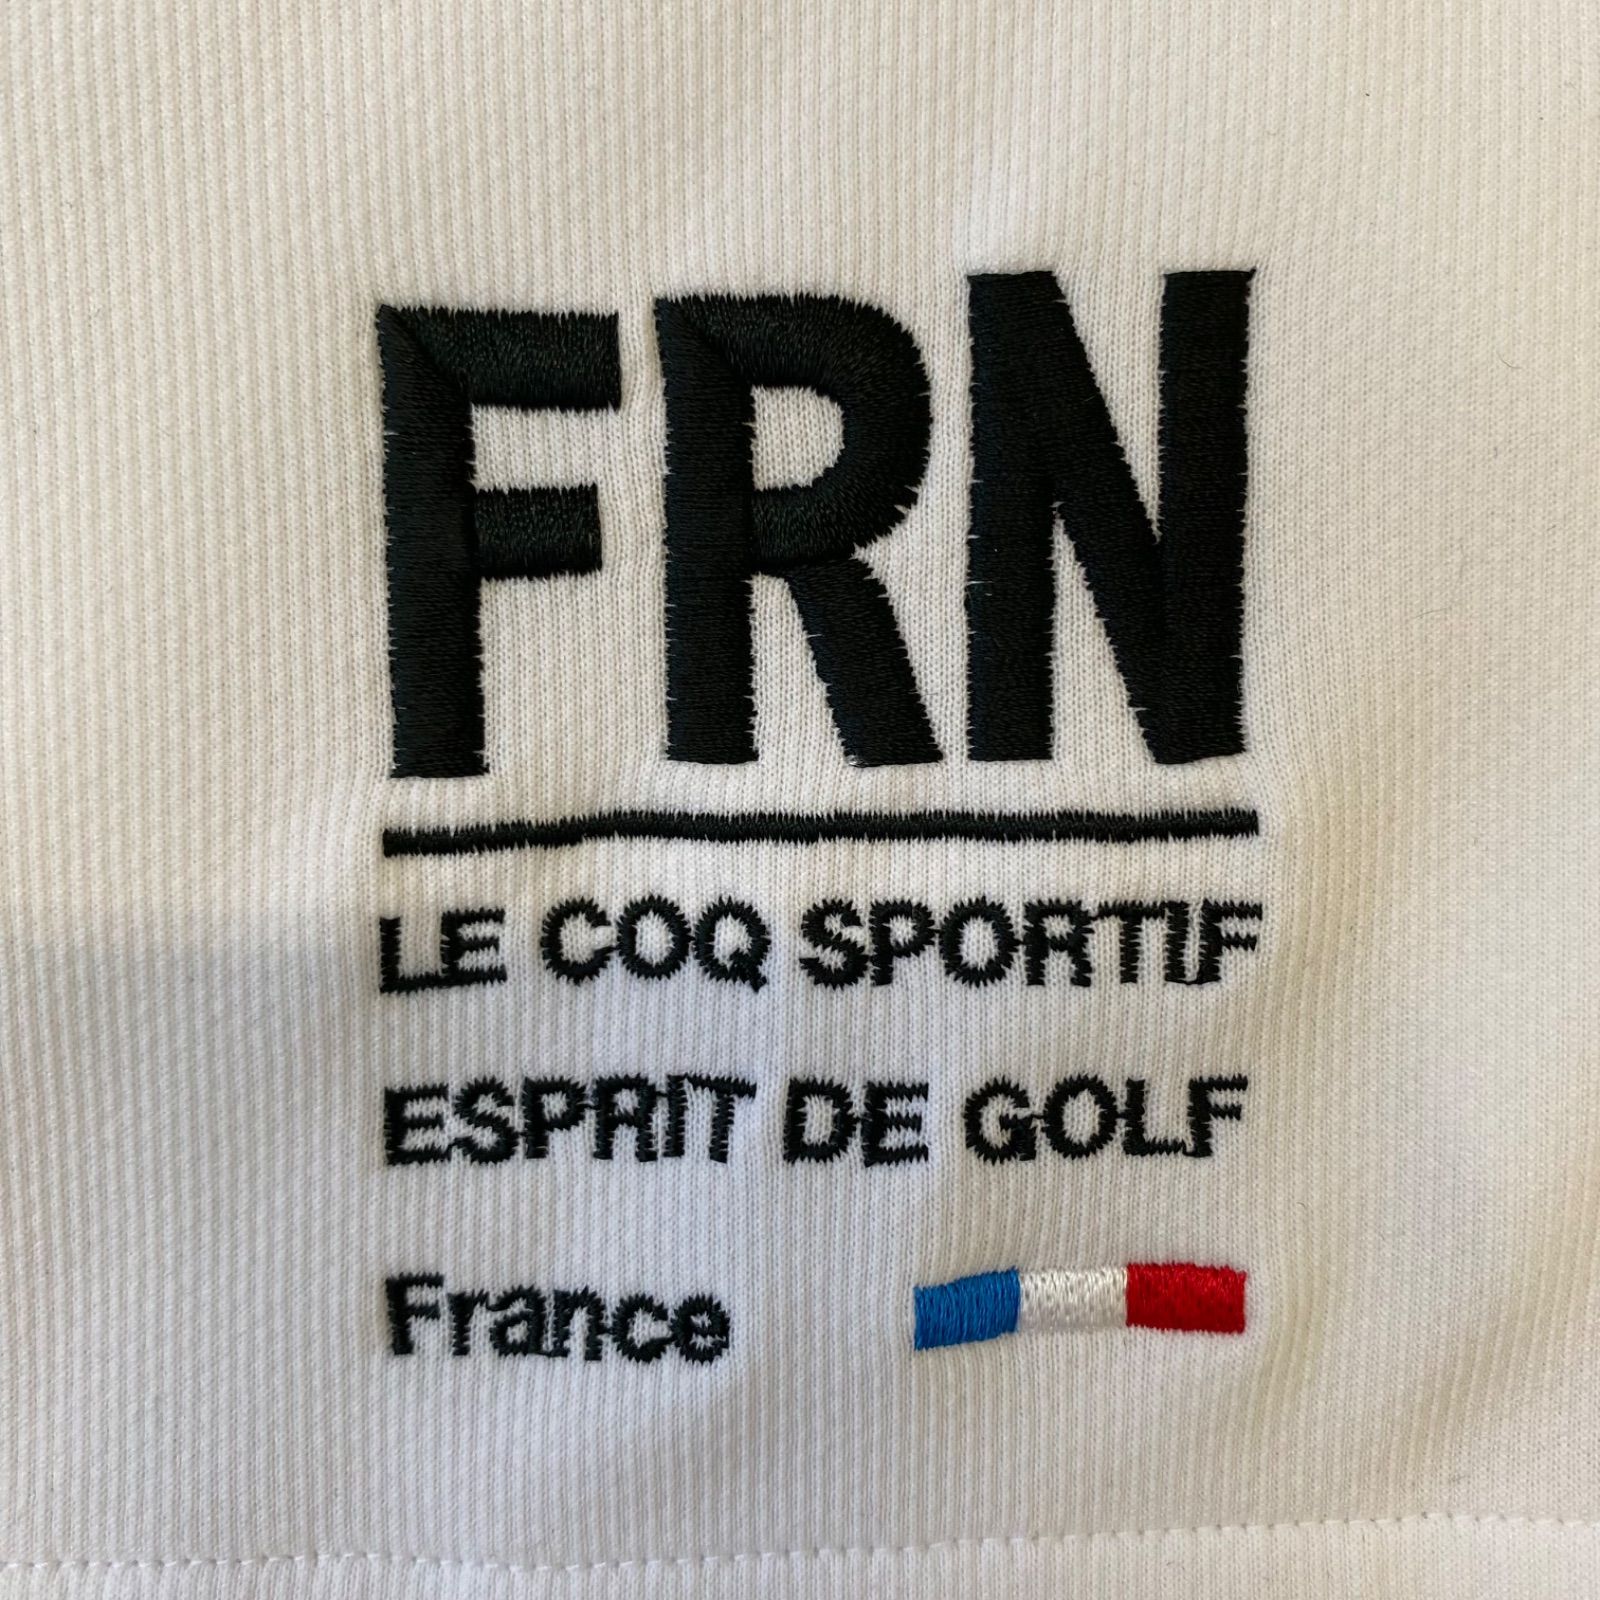 FRN
LE COQ SPORTIF
ESPRIT DE GOLF
France